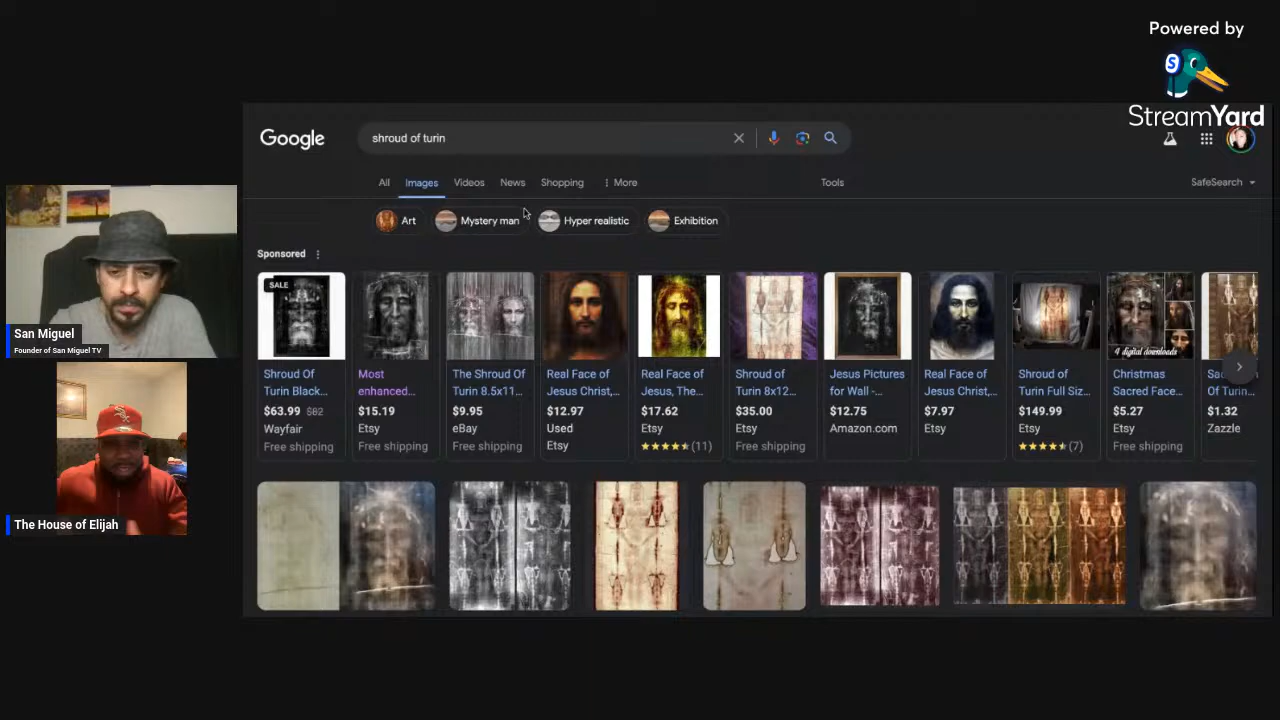 Powered by
StreamYard
Google
shroud of turin
All Images Videos News Shopping More Tools SafeSearch
Art Mystery man Hyper realistic Exhibition
Sponsored
SALE
4 digital downloads
Shroud Of
Turin Black...
$63.99 $82
Wayfair
Free shipping
Most
enhanced...
$15.19
Etsy
Free shipping
The Shroud Of
Turin 8.5x11...
$9.95
eBay
Free shipping
Real Face of
Jesus Christ,...
$12.97
Used
Etsy
Real Face of
Jesus, The...
$17.62
Etsy
(11)
Shroud of
Turin 8x12...
$35.00
Etsy
Free shipping
Jesus Pictures
for Wall -...
$12.75
Amazon.com
Real Face of
Jesus Christ,...
$7.97
Etsy
Shroud of
Turin Full Siz...
$149.99
Etsy
(7)
Christmas
Sacred Face...
$5.27
Etsy
Free shipping
Of Turin...
$1.32
Zazzle
San Miguel
Founder of San Miguel TV
The House of Elijah